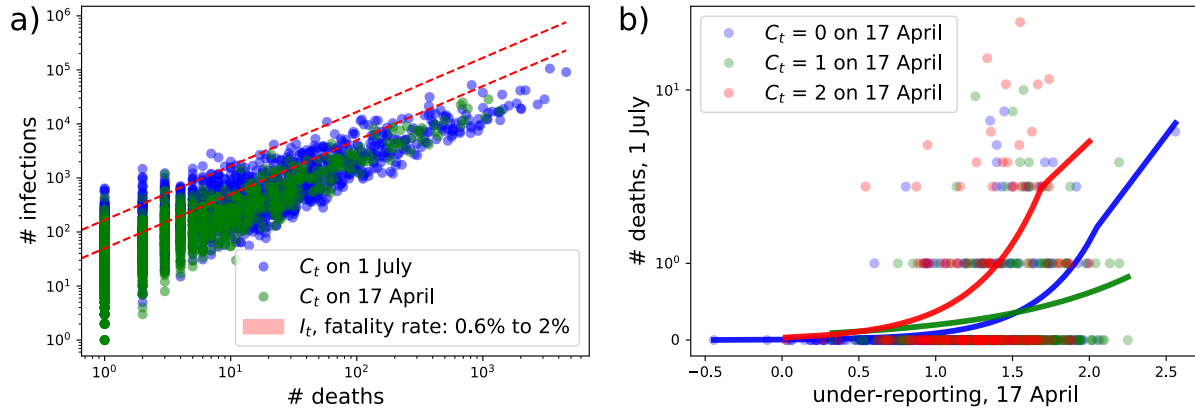 a)
# infections
10^6
10^5
10^4
10^3
10^2
10^1
10^0
C_t on 1 July
C_t on 17 April
I_t, fatality rate: 0.6% to 2%
10^0
10^1
10^2
10^3
# deaths
b)
# deaths, 1 July
10^1
10^0
0
C_t = 0 on 17 April
C_t = 1 on 17 April
C_t = 2 on 17 April
−0.5
0.0
0.5
1.0
1.5
2.0
2.5
under-reporting, 17 April